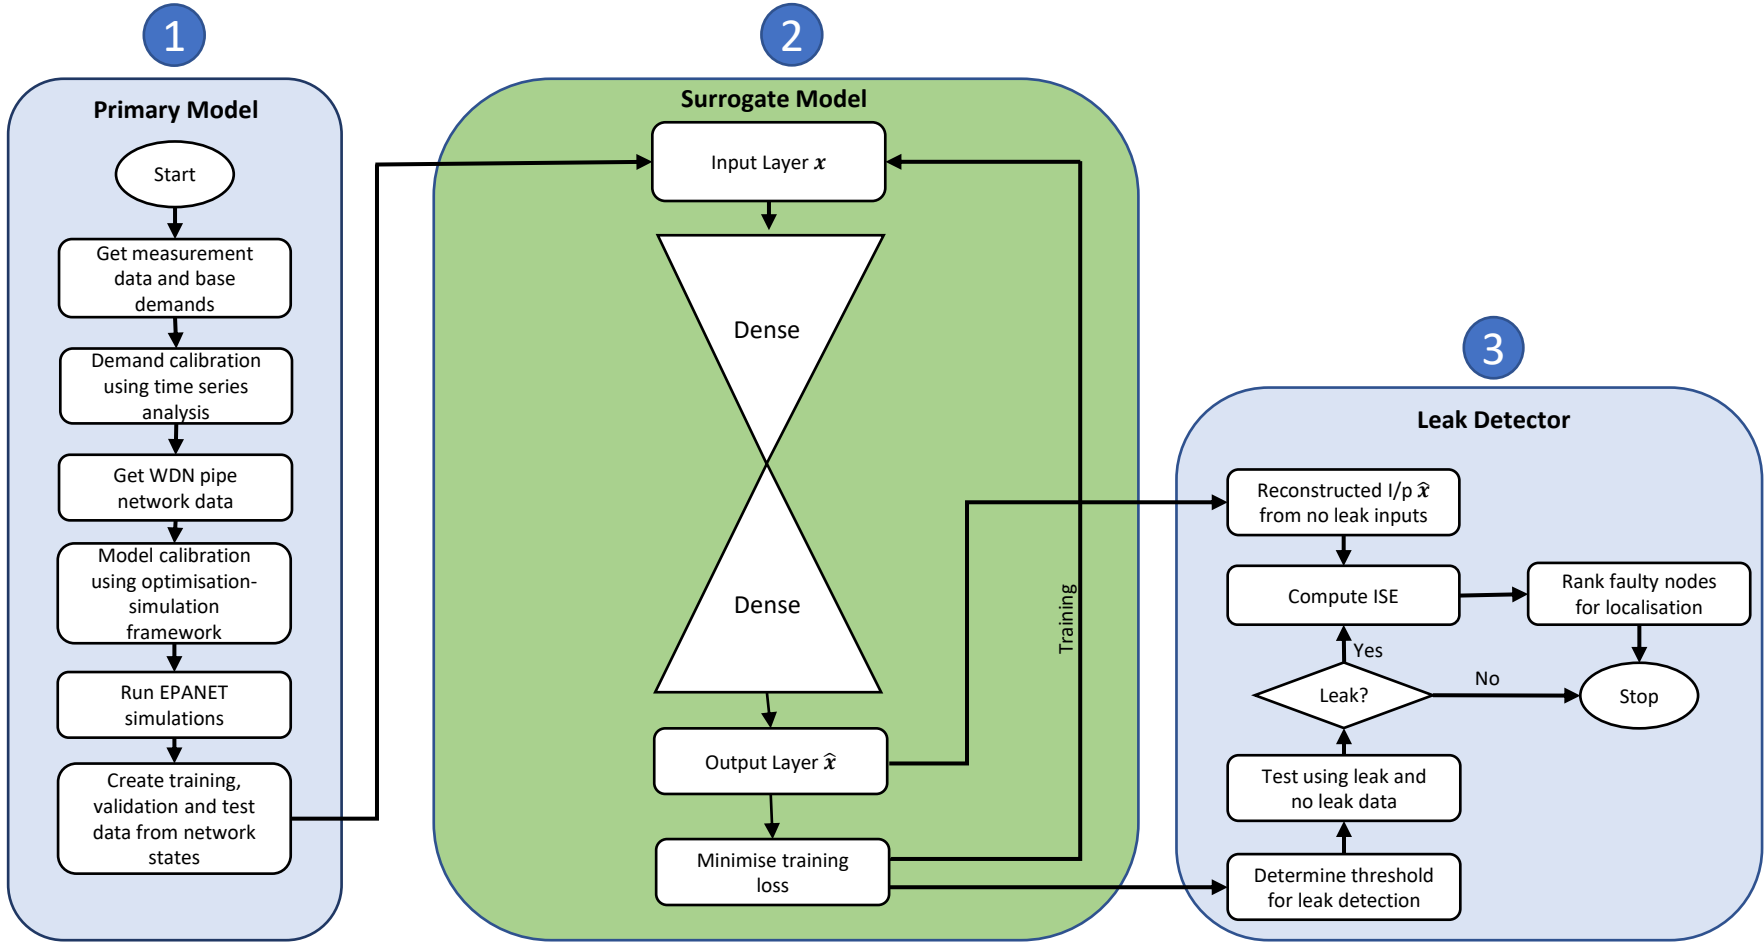 1
Primary Model
Start
Get measurement
data and base
demands
Demand calibration
using time series
analysis
Get WDN pipe
network data
Model calibration
using optimisation-
simulation
framework
Run EPANET
simulations
Create training,
validation and test
data from network
states
2
Surrogate Model
Input Layer x
Dense
Dense
Output Layer x̂
Minimise training
loss
Training
3
Leak Detector
Reconstructed I/p x̂
from no leak inputs
Compute ISE
Rank faulty nodes
for localisation
Yes
Leak?
No
Stop
Test using leak and
no leak data
Determine threshold
for leak detection